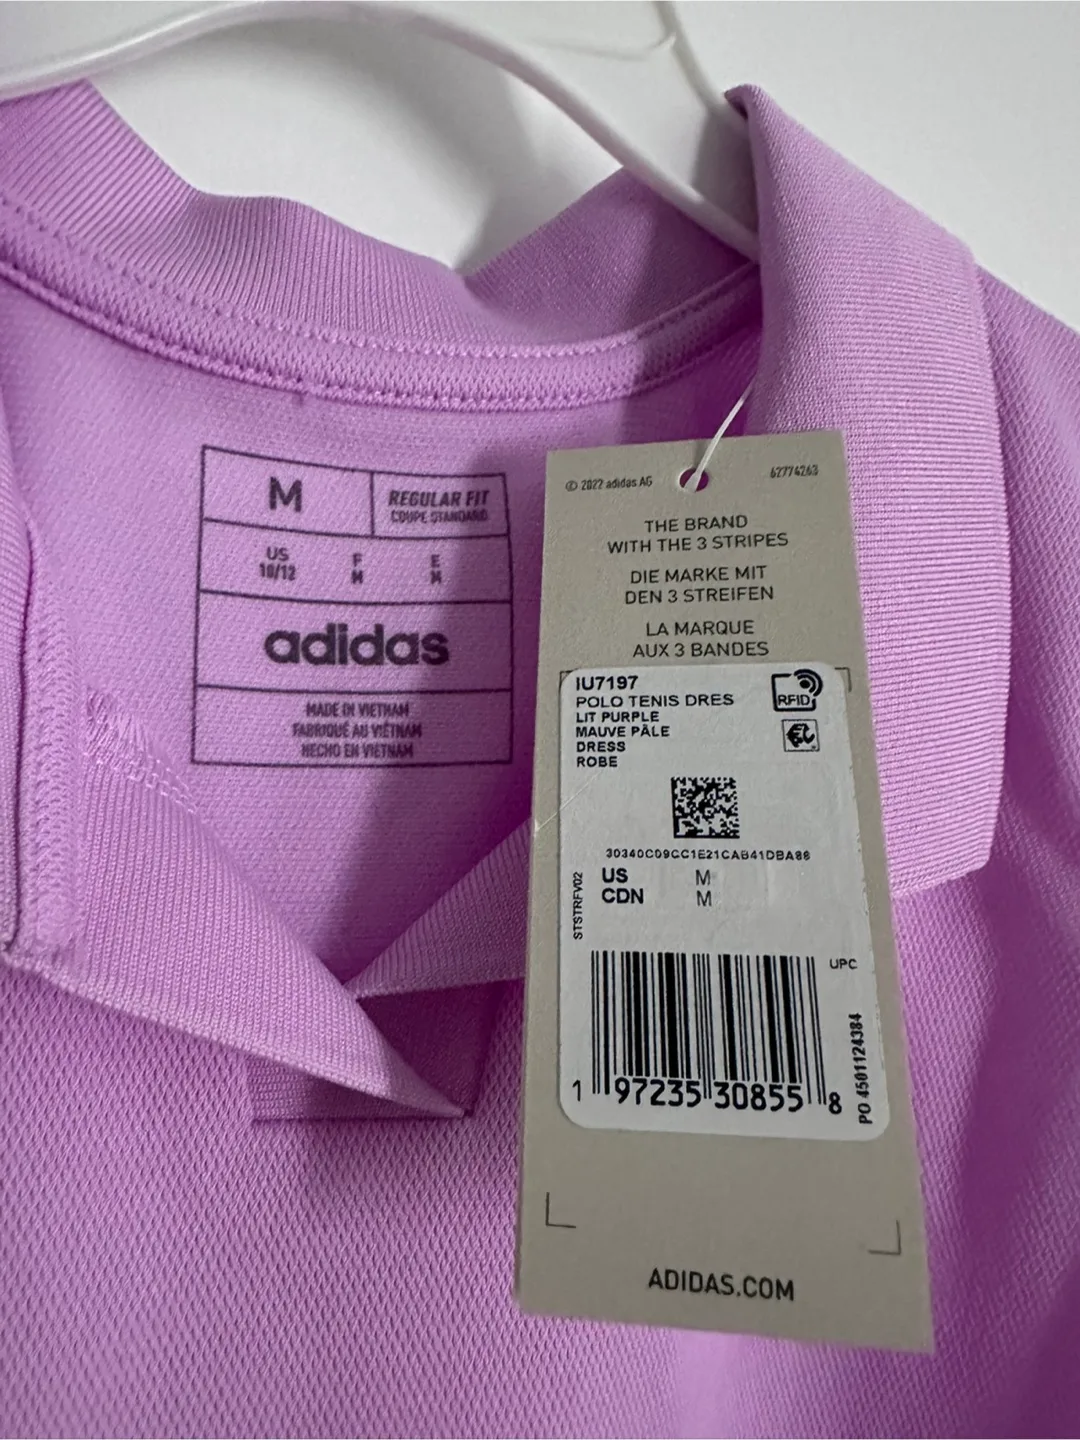 M
REGULAR FIT
COUPE STANDARD
US
10/12
F
M
E
M
adidas
MADE IN VIETNAM
FABRIQUÉ AU VIÊTNAM
HECHO EN VIETNAM
© 2022 adidas AG
62774263
THE BRAND
WITH THE 3 STRIPES
DIE MARKE MIT
DEN 3 STREIFEN
LA MARQUE
AUX 3 BANDES
IU7197
POLO TENIS DRES
LIT PURPLE
MAUVE PÂLE
DRESS
ROBE
RFID
30340C09CC1E21CAB41DBA88
US M
CDN M
STSTRFV02
UPC
1 97235 30855 8
PO 4501124384
ADIDAS.COM